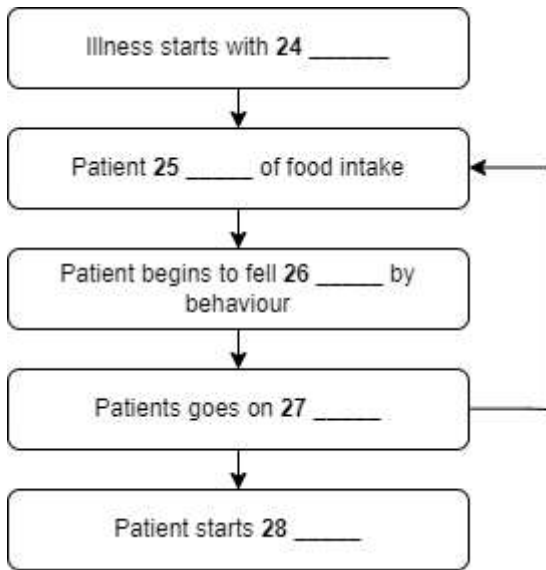 Illness starts with 24 ______
Patient 25 _____ of food intake
Patient begins to fell 26 _____ by
behaviour
Patients goes on 27 _____
Patient starts 28 _____